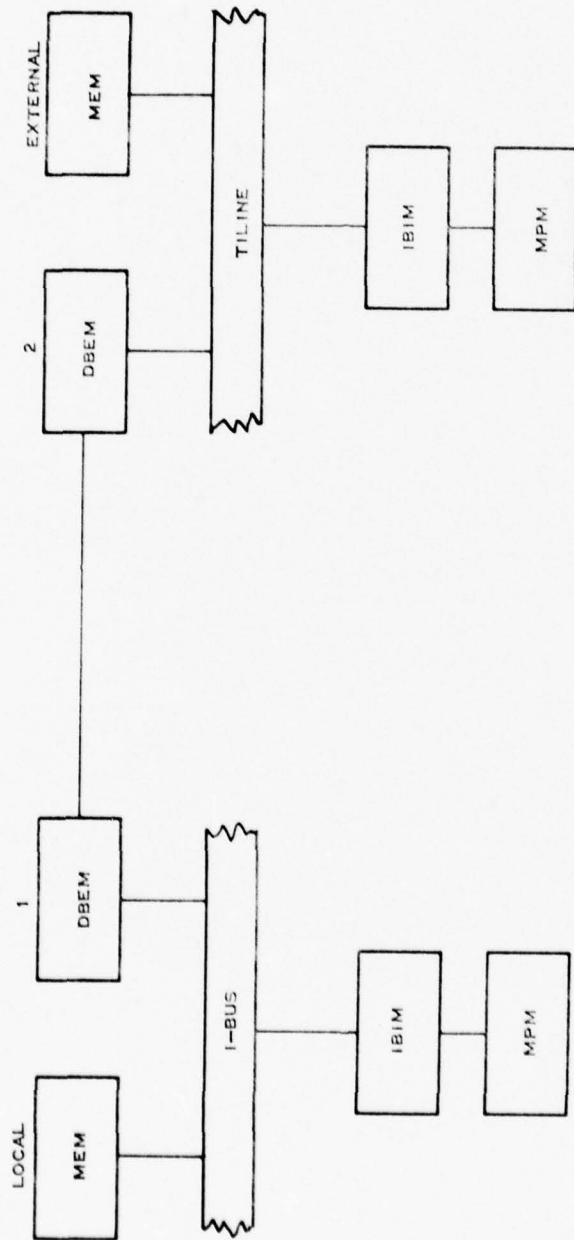 LOCAL
MEM
1
DBEM
2
DBEM
EXTERNAL
MEM
I-BUS
TILINE
IBIM
MPM
IBIM
MPM